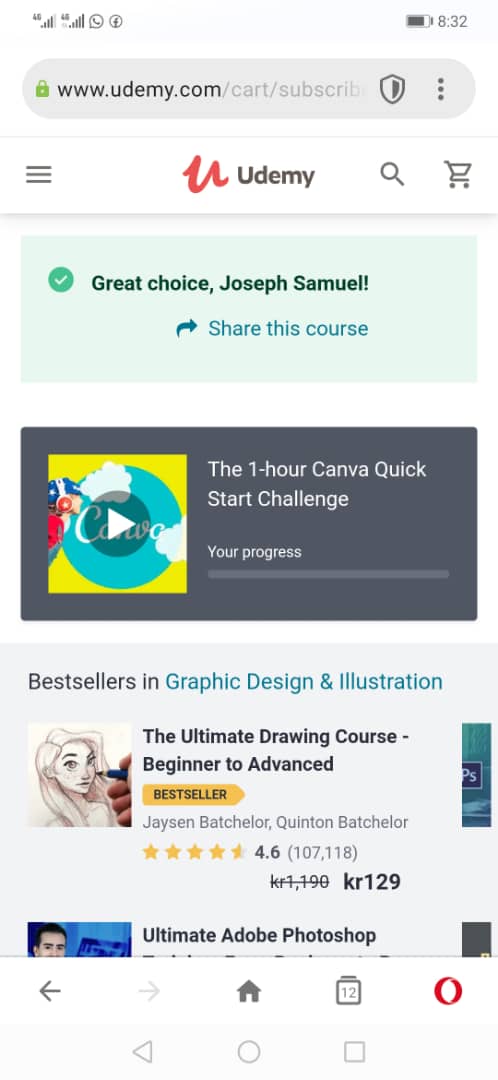 4G 4G 8:32
www.udemy.com/cart/subscrib
Udemy
Great choice, Joseph Samuel!
Share this course
Canva
The 1-hour Canva Quick
Start Challenge
Your progress
Bestsellers in Graphic Design & Illustration
The Ultimate Drawing Course -
Beginner to Advanced
BESTSELLER
Jaysen Batchelor, Quinton Batchelor
4.6 (107,118)
kr1,190 kr129
Ps
Ultimate Adobe Photoshop
12